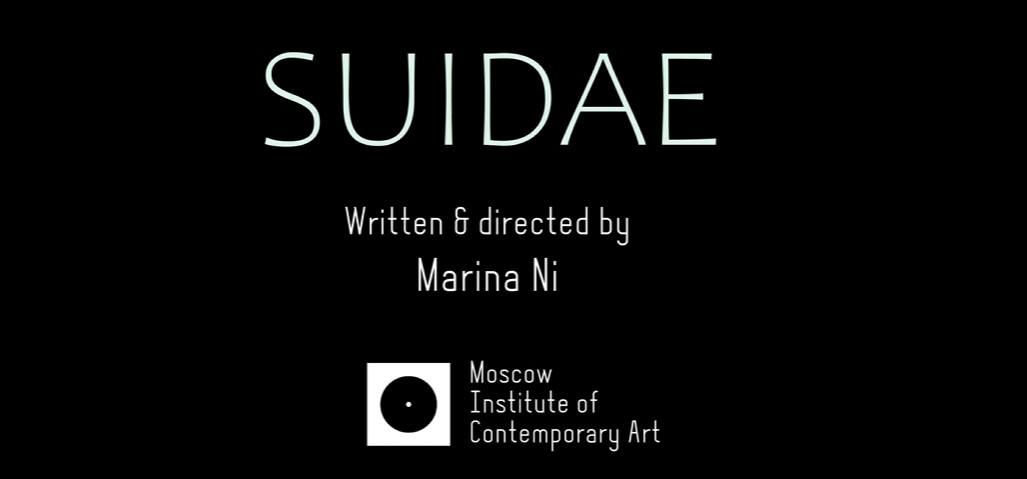 SUIDAE
Written & directed by
Marina Ni
Moscow
Institute of
Contemporary Art